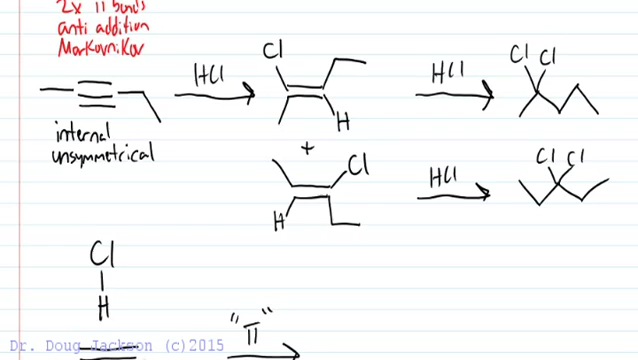 2x π bonds
anti addition
Markovnikov
HCl
Cl
H
HCl
Cl Cl
internal
unsymmetrical
+
Cl
H
HCl
Cl Cl
Cl
H
"π"
Dr. Doug Jackson (c)2015